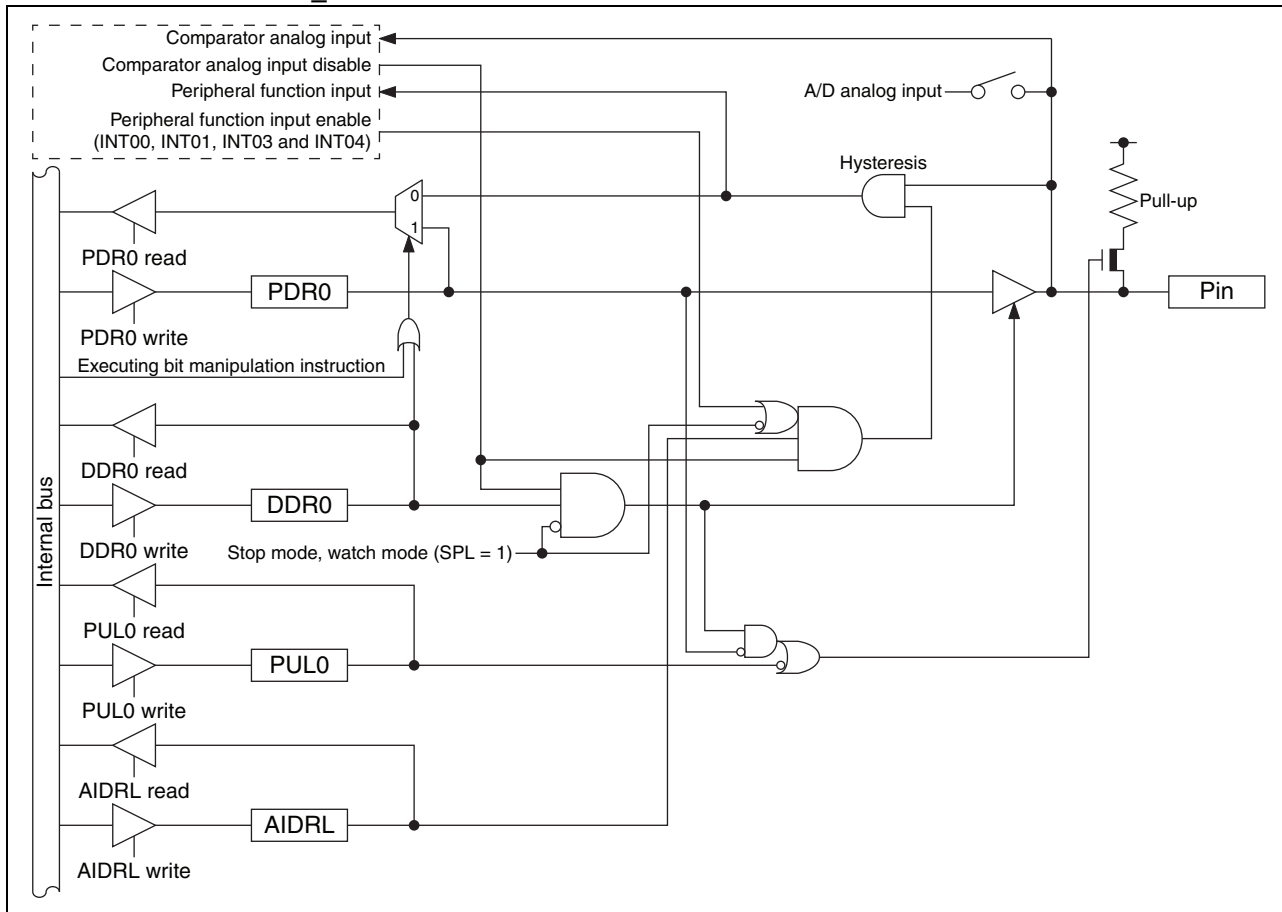 Comparator analog input
Comparator analog input disable
Peripheral function input
Peripheral function input enable
(INT00, INT01, INT03 and INT04)
A/D analog input
Hysteresis
Pull-up
0
1
PDR0 read
PDR0
Pin
PDR0 write
Executing bit manipulation instruction
DDR0 read
DDR0
DDR0 write
Stop mode, watch mode (SPL = 1)
Internal bus
PUL0 read
PUL0
PUL0 write
AIDRL read
AIDRL
AIDRL write